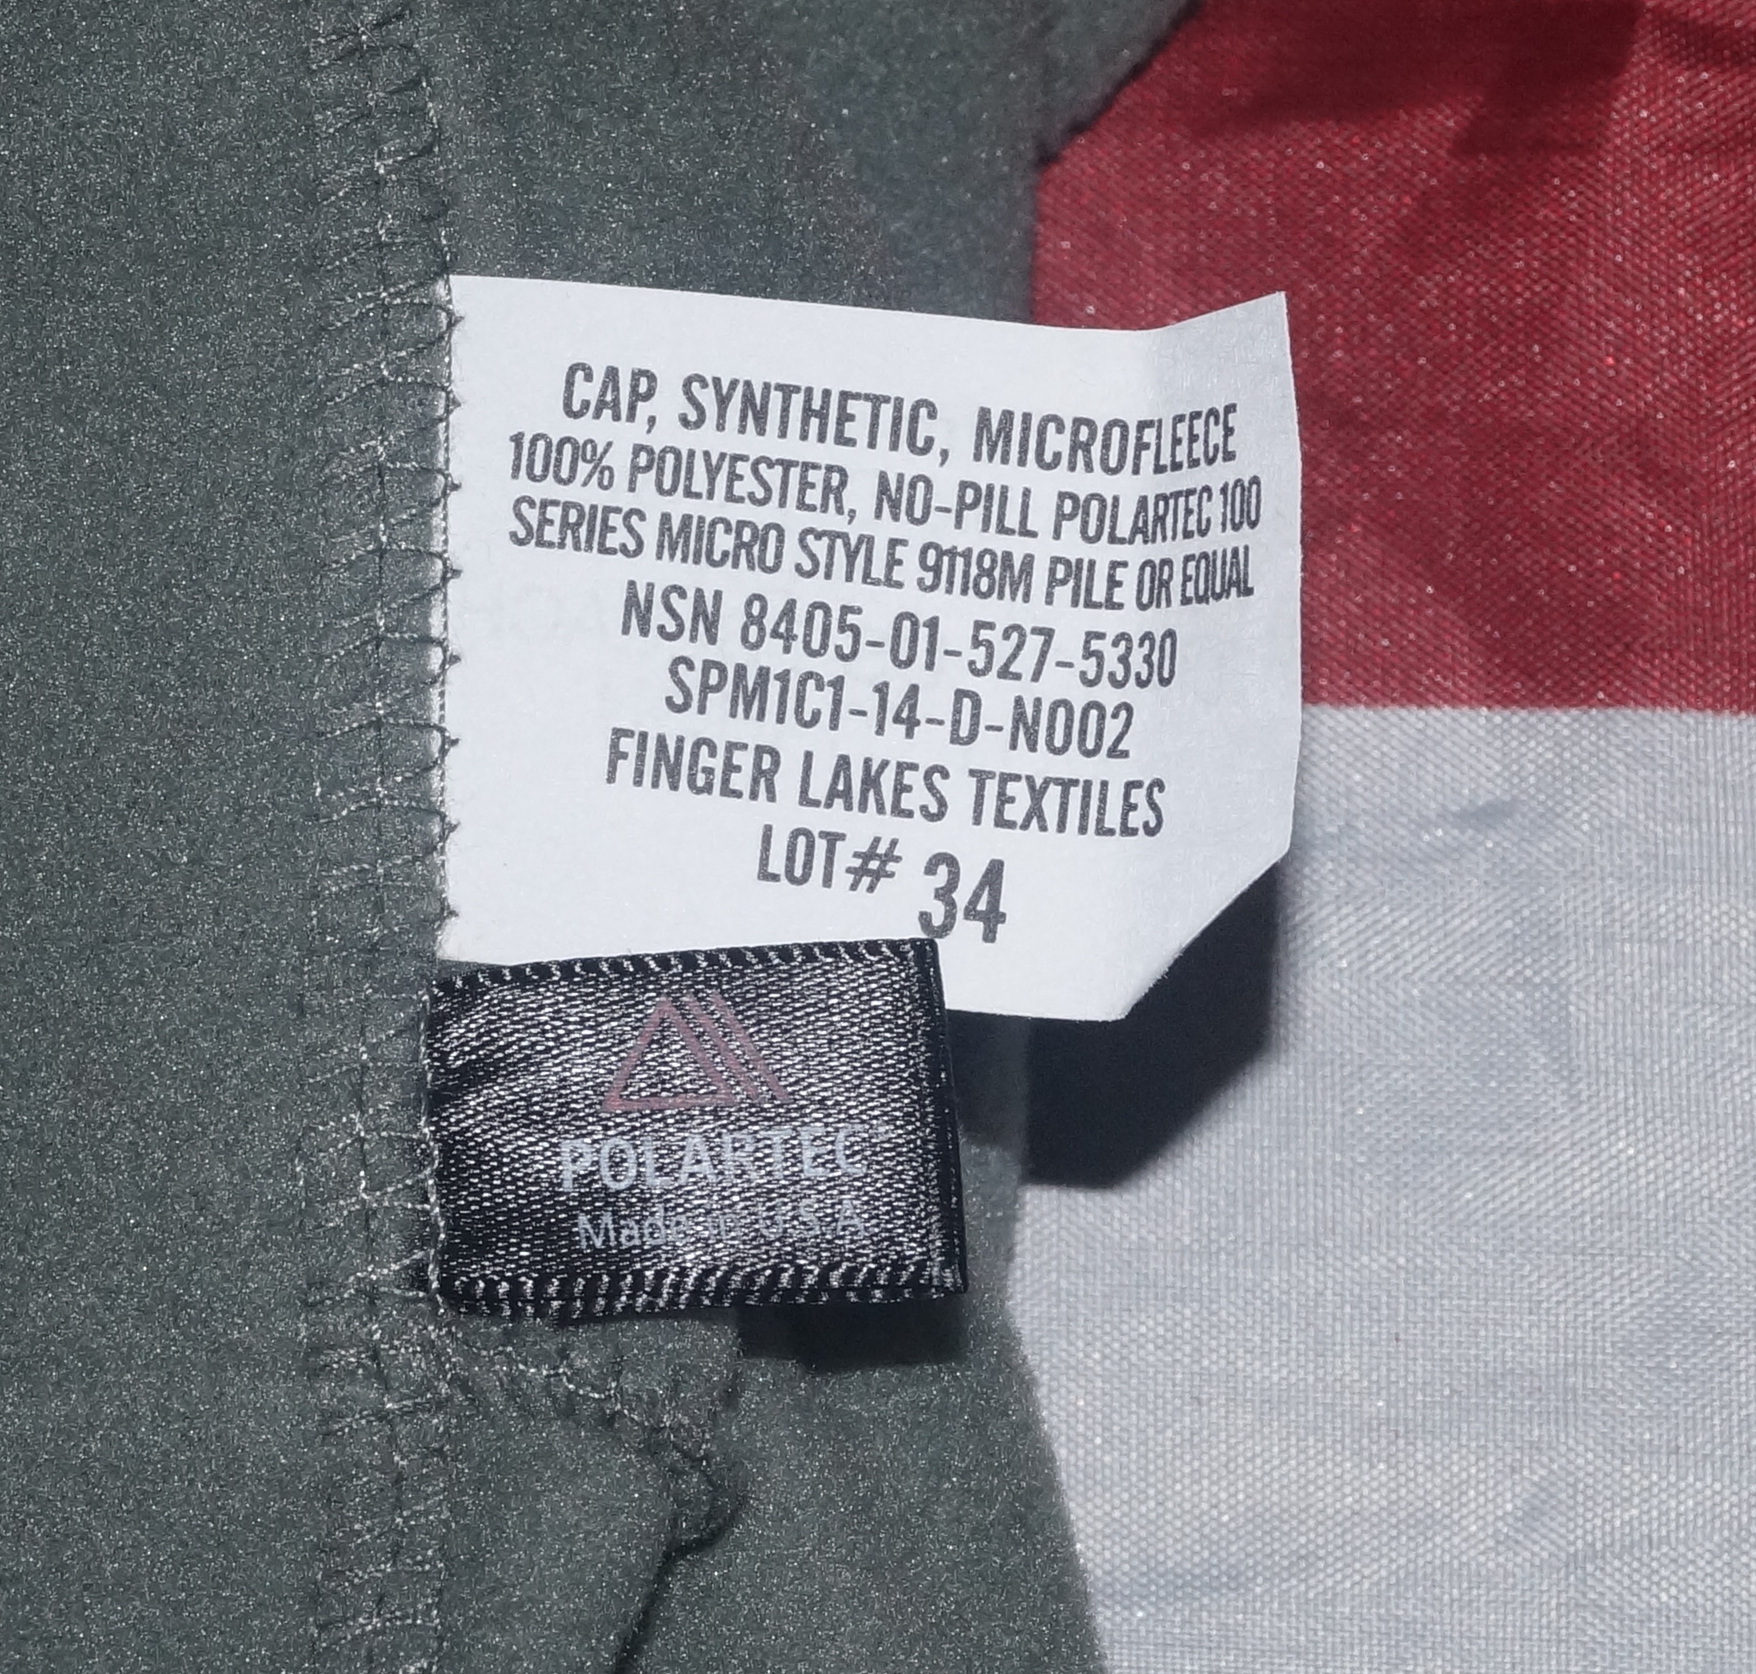 CAP, SYNTHETIC, MICROFLEECE
100% POLYESTER, NO-PILL POLARTEC 100
SERIES MICRO STYLE 9118M PILE OR EQUAL
NSN 8405-01-527-5330
SPM1C1-14-D-N002
FINGER LAKES TEXTILES
LOT# 34
POLARTEC
Made in U.S.A